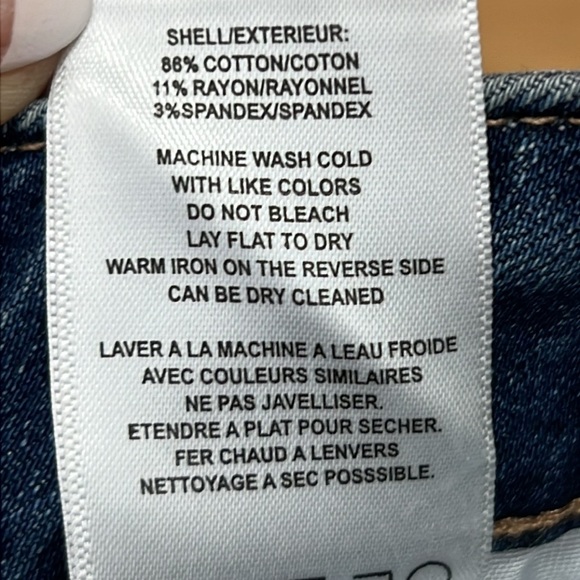 SHELL/EXTERIEUR:
86% COTTON/COTON
11% RAYON/RAYONNEL
3%SPANDEX/SPANDEX
MACHINE WASH COLD
WITH LIKE COLORS
DO NOT BLEACH
LAY FLAT TO DRY
WARM IRON ON THE REVERSE SIDE
CAN BE DRY CLEANED
LAVER A LA MACHINE A LEAU FROIDE
AVEC COULEURS SIMILAIRES
NE PAS JAVELLISER.
ETENDRE A PLAT POUR SECHER.
FER CHAUD A LENVERS
NETTOYAGE A SEC POSSSIBLE.